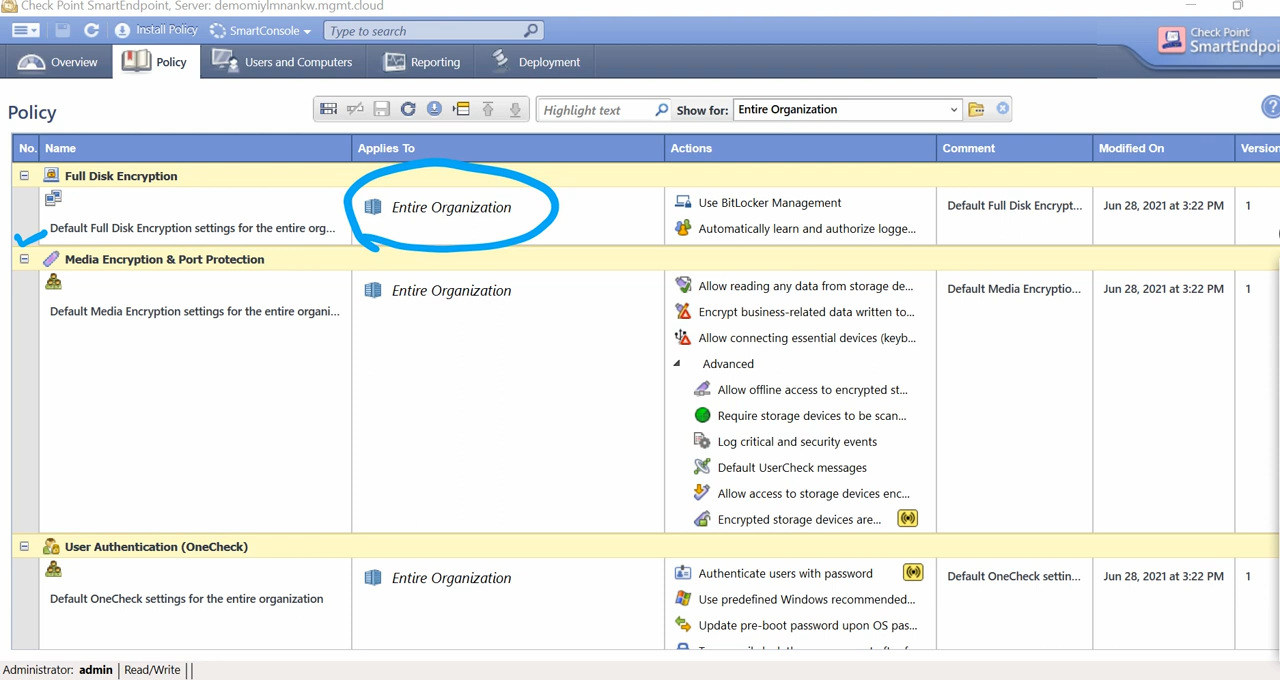 Check Point SmartEndpoint, Server: demomiylmnankw.mgmt.cloud
Install Policy SmartConsole Type to search
Check Point
SmartEndpoi
Overview Policy Users and Computers Reporting Deployment
Policy Highlight text Show for: Entire Organization
No. Name Applies To Actions Comment Modified On Version
Full Disk Encryption
Entire Organization Use BitLocker Management Default Full Disk Encrypt... Jun 28, 2021 at 3:22 PM 1
Default Full Disk Encryption settings for the entire org... Automatically learn and authorize logge...
Media Encryption & Port Protection
Entire Organization Allow reading any data from storage de... Default Media Encryptio... Jun 28, 2021 at 3:22 PM 1
Default Media Encryption settings for the entire organi... Encrypt business-related data written to...
Allow connecting essential devices (keyb...
Advanced
Allow offline access to encrypted st...
Require storage devices to be scan...
Log critical and security events
Default UserCheck messages
Allow access to storage devices enc...
Encrypted storage devices are...
User Authentication (OneCheck)
Entire Organization Authenticate users with password Default OneCheck settin... Jun 28, 2021 at 3:22 PM 1
Default OneCheck settings for the entire organization Use predefined Windows recommended...
Update pre-boot password upon OS pas...
Administrator: admin Read/Write